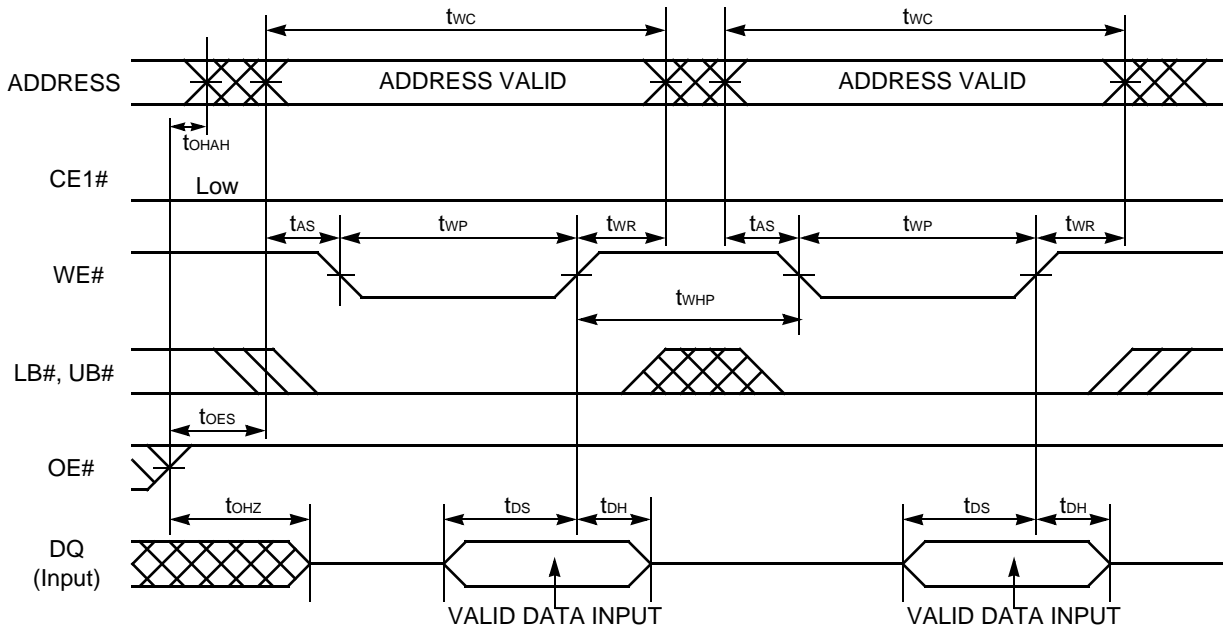 tWC tWC
ADDRESS ADDRESS VALID ADDRESS VALID
tOHAH
CE1# Low
tAS tWP tWR tAS tWP tWR
WE#
tWHP
LB#, UB#
tOES
OE#
tOHZ tDS tDH tDS tDH
DQ
(Input)
VALID DATA INPUT VALID DATA INPUT